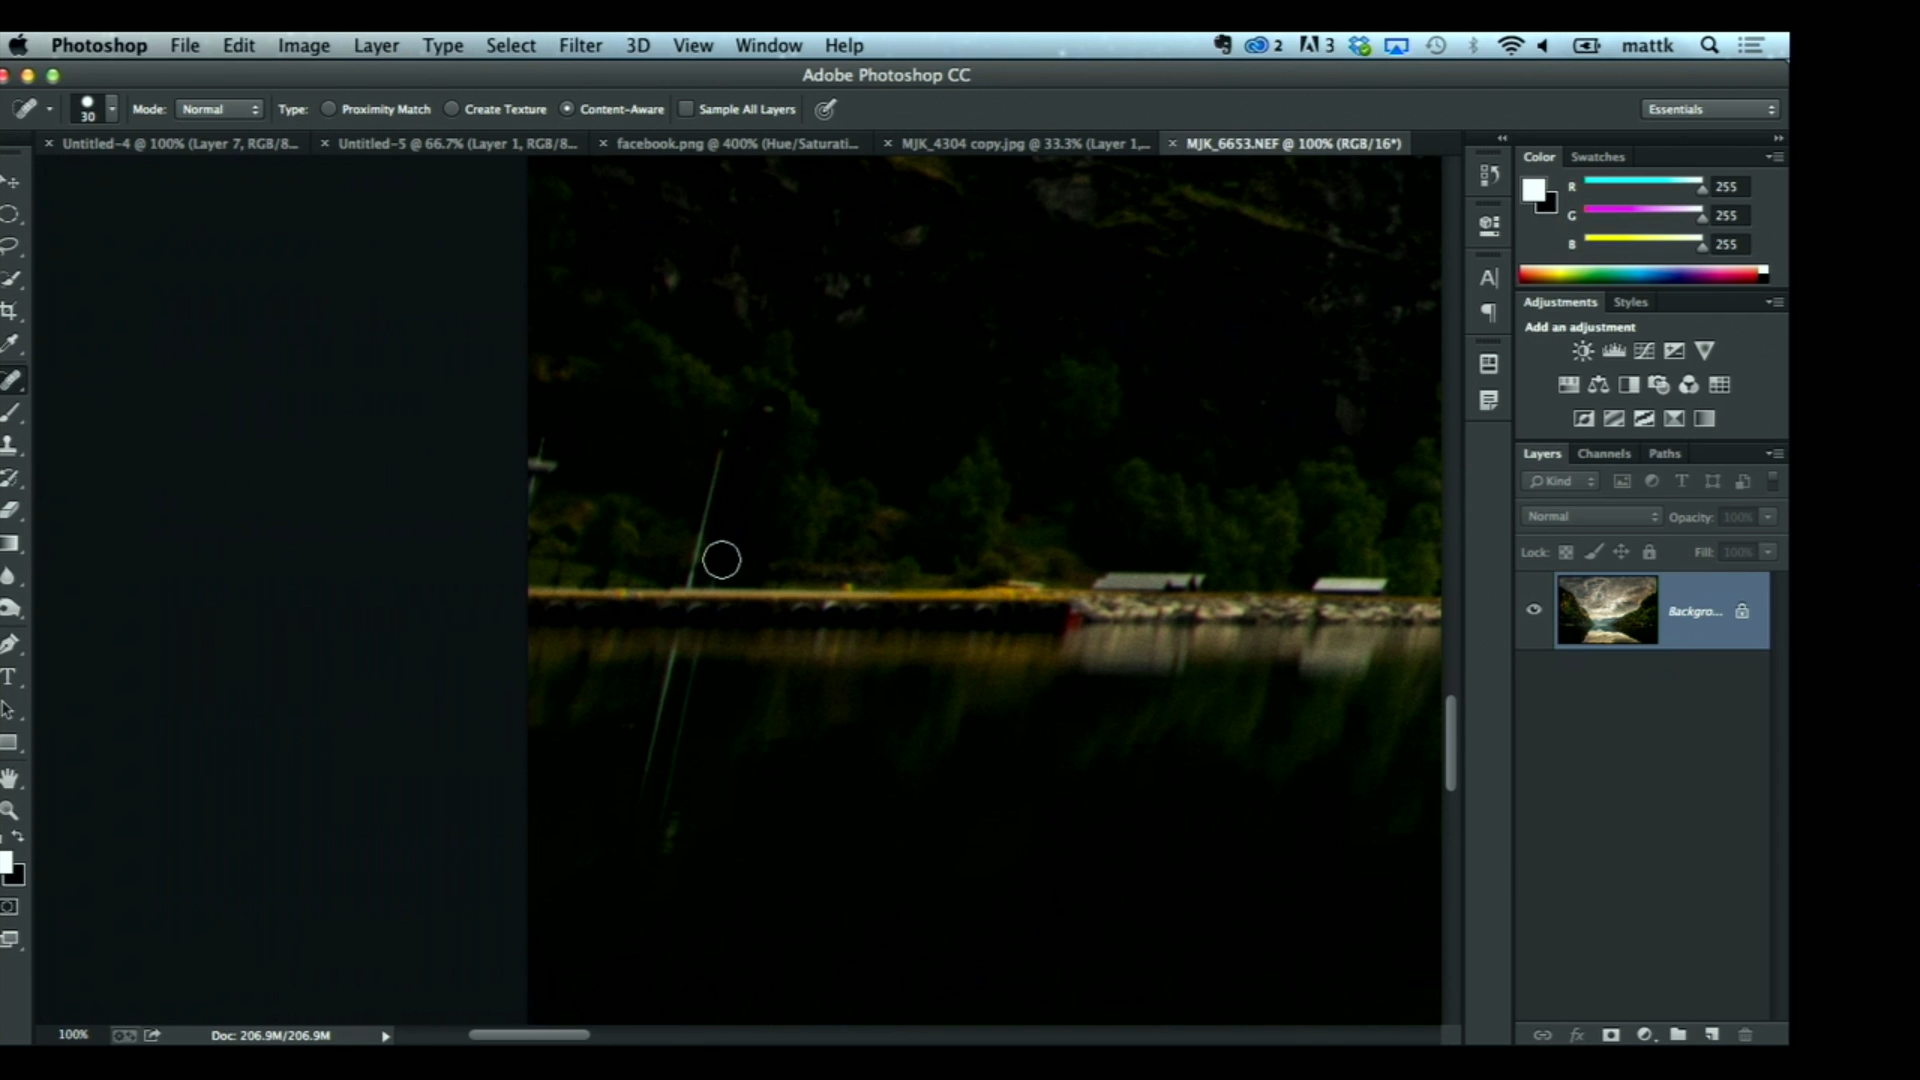 Photoshop File Edit Image Layer Type Select Filter 3D View Window Help 2 3 mattk
Adobe Photoshop CC
30 Mode: Normal Type: Proximity Match Create Texture Content-Aware Sample All Layers Essentials
Untitled-4 @ 100% (Layer 7, RGB/8... Untitled-5 @ 66.7% (Layer 1, RGB/8... facebook.png @ 400% (Hue/Saturati... MJK_4304 copy.jpg @ 33.3% (Layer 1,... MJK_6653.NEF @ 100% (RGB/16*)
Color Swatches
R 255
G 255
B 255
Adjustments Styles
Add an adjustment
Layers Channels Paths
Kind
Normal Opacity: 100%
Lock: Fill: 100%
Backgro...
100% Doc: 206.9M/206.9M